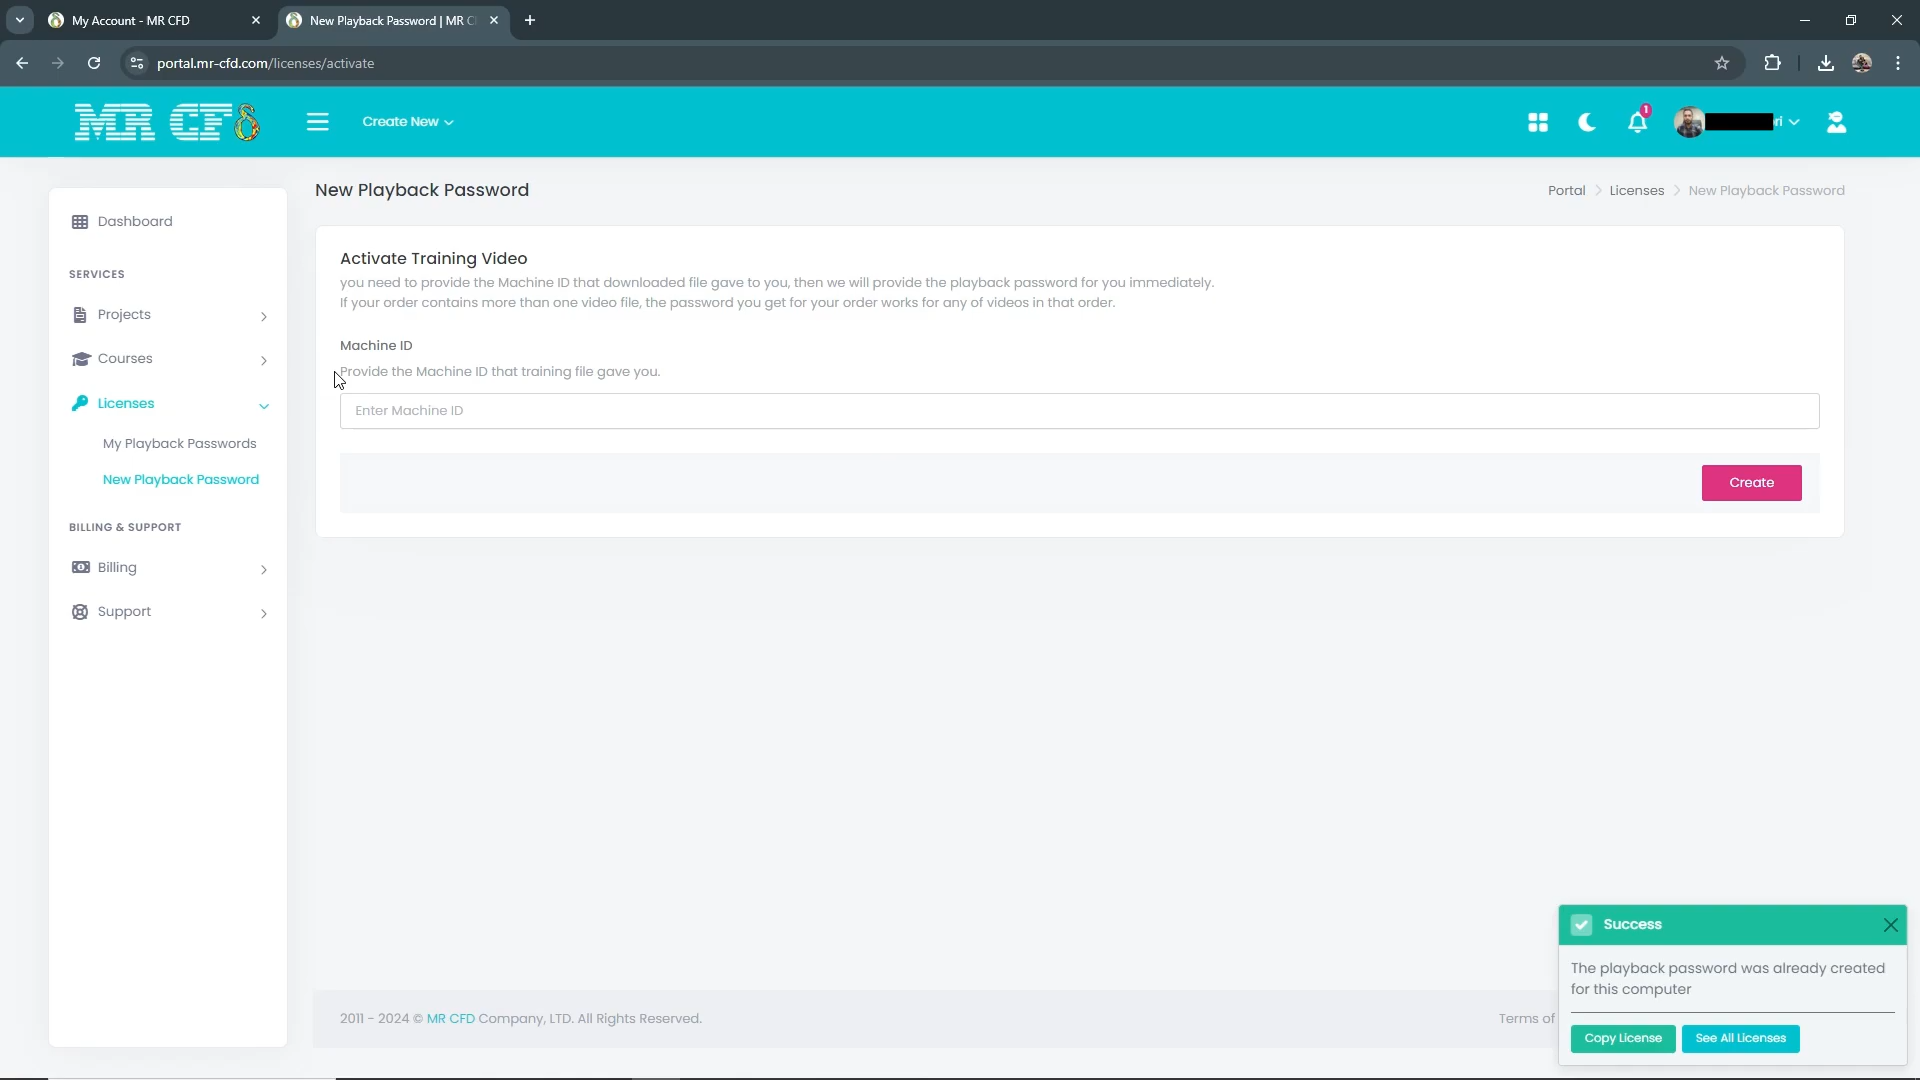 My Account - MR CFD
New Playback Password | MR C
portal.mr-cfd.com/licenses/activate
MR CFD
Create New
1
ri
New Playback Password
Portal
Licenses
New Playback Password
Dashboard
SERVICES
Projects
Courses
Licenses
My Playback Passwords
New Playback Password
BILLING & SUPPORT
Billing
Support
Activate Training Video
you need to provide the Machine ID that downloaded file gave to you, then we will provide the playback password for you immediately.
If your order contains more than one video file, the password you get for your order works for any of videos in that order.
Machine ID
Provide the Machine ID that training file gave you.
Enter Machine ID
Create
Success
The playback password was already created
for this computer
Copy License
See All Licenses
2011 - 2024 © MR CFD Company, LTD. All Rights Reserved.
Terms of